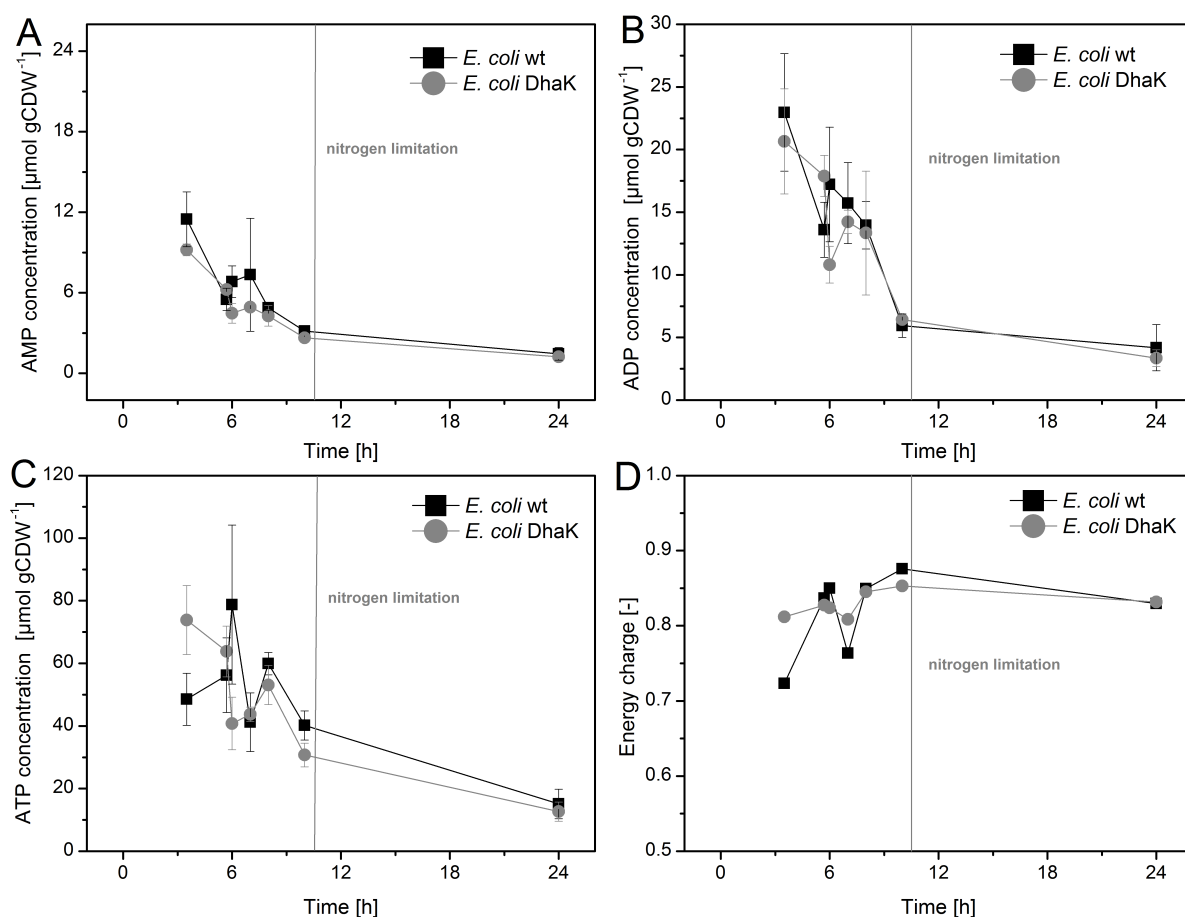 A
AMP concentration [µmol gCDW⁻¹]
24
18
12
6
0
E. coli wt
E. coli DhaK
nitrogen limitation
0 6 12 18 24
Time [h]
B
ADP concentration [µmol gCDW⁻¹]
30
25
20
15
10
5
0
E. coli wt
E. coli DhaK
nitrogen limitation
0 6 12 18 24
Time [h]
C
ATP concentration [µmol gCDW⁻¹]
120
100
80
60
40
20
0
E. coli wt
E. coli DhaK
nitrogen limitation
0 6 12 18 24
Time [h]
D
Energy charge [-]
1.0
0.9
0.8
0.7
0.6
0.5
E. coli wt
E. coli DhaK
nitrogen limitation
0 6 12 18 24
Time [h]